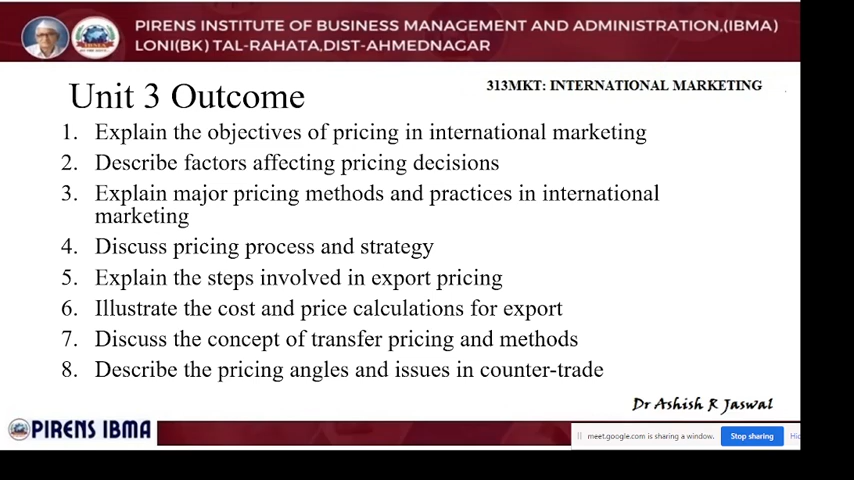 PIRENS INSTITUTE OF BUSINESS MANAGEMENT AND ADMINISTRATION,(IBMA)
LONI(BK) TAL-RAHATA,DIST-AHMEDNAGAR
313MKT: INTERNATIONAL MARKETING
Unit 3 Outcome
1. Explain the objectives of pricing in international marketing
2. Describe factors affecting pricing decisions
3. Explain major pricing methods and practices in international
marketing
4. Discuss pricing process and strategy
5. Explain the steps involved in export pricing
6. Illustrate the cost and price calculations for export
7. Discuss the concept of transfer pricing and methods
8. Describe the pricing angles and issues in counter-trade
Dr Ashish R Jaswal
PIRENS IBMA
meet.google.com is sharing a window. Stop sharing